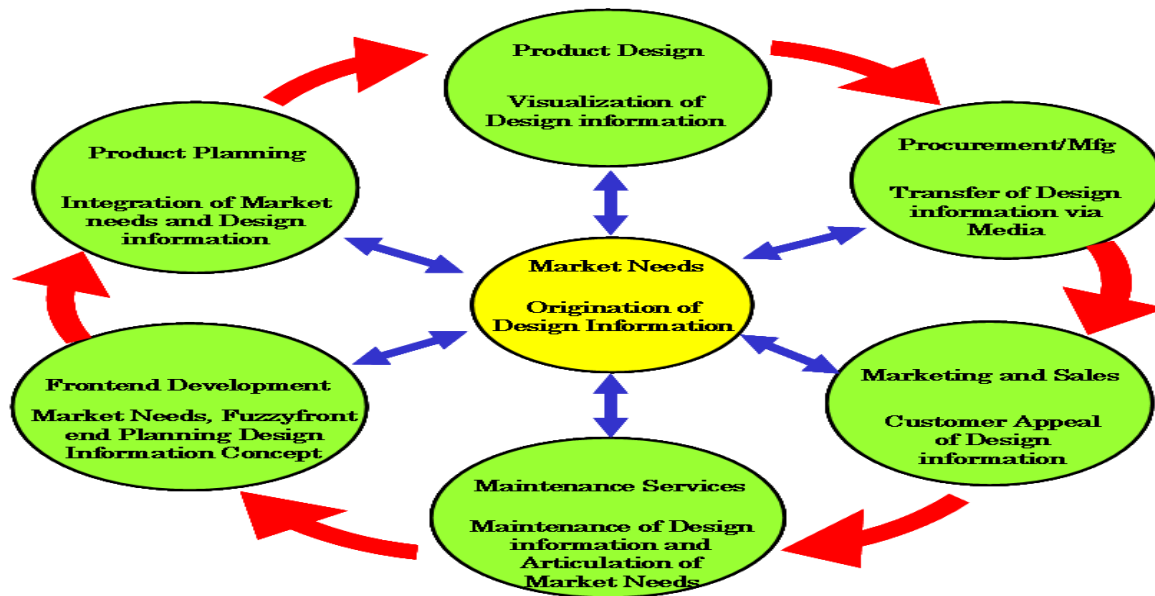 Product Design
Visualization of
Design information
Product Planning
Integration of Market
needs and Design
information
Procurement/Mfg
Transfer of Design
information via
Media
Market Needs
Origination of
Design Information
Frontend Development
Market Needs, Fuzzyfront
end Planning Design
Information Concept
Marketing and Sales
Customer Appeal
of Design
information
Maintenance Services
Maintenance of Design
information and
Articulation of
Market Needs